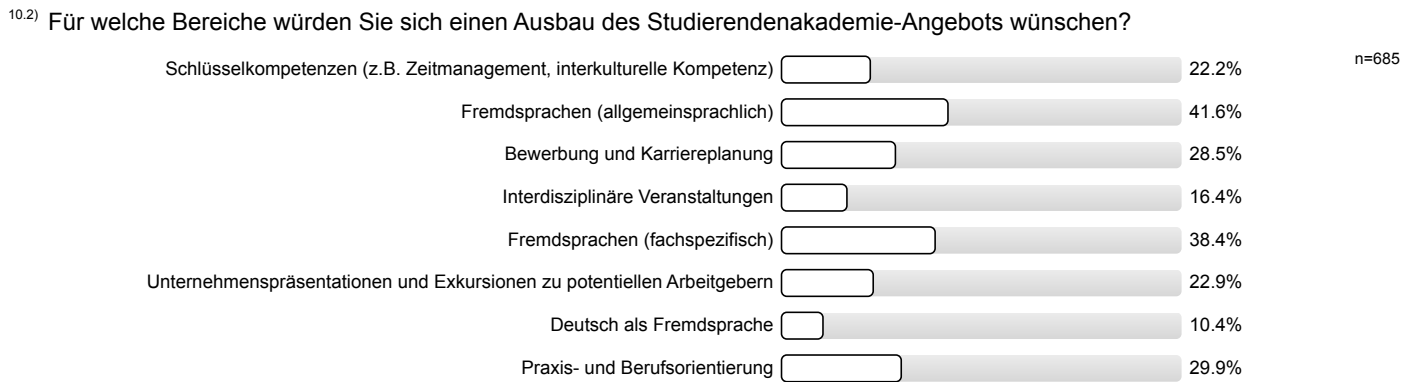 10.2) Für welche Bereiche würden Sie sich einen Ausbau des Studierendenakademie-Angebots wünschen?
n=685
Schlüsselkompetenzen (z.B. Zeitmanagement, interkulturelle Kompetenz) 22.2%
Fremdsprachen (allgemeinsprachlich) 41.6%
Bewerbung und Karriereplanung 28.5%
Interdisziplinäre Veranstaltungen 16.4%
Fremdsprachen (fachspezifisch) 38.4%
Unternehmenspräsentationen und Exkursionen zu potentiellen Arbeitgebern 22.9%
Deutsch als Fremdsprache 10.4%
Praxis- und Berufsorientierung 29.9%